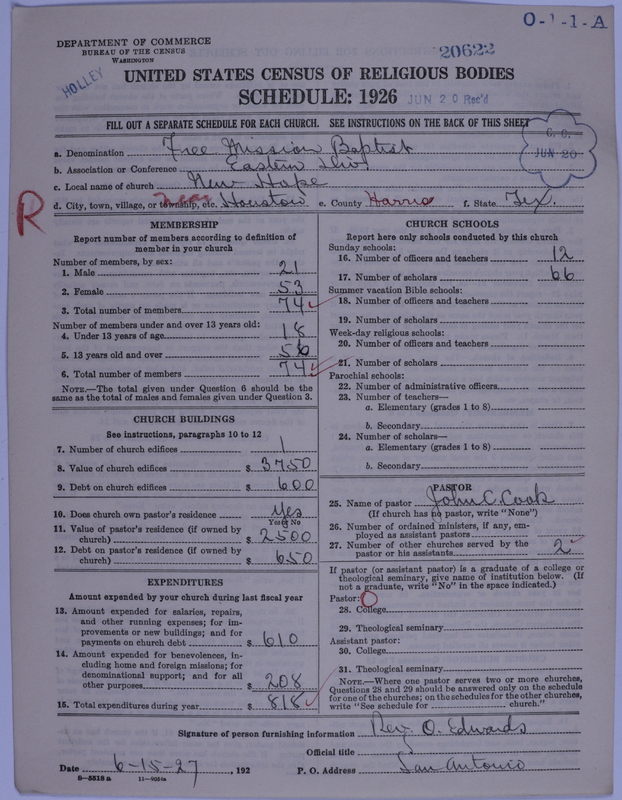 O-1-1-A
DEPARTMENT OF COMMERCE
BUREAU OF THE CENSUS
WASHINGTON
20622
HOLLEY
UNITED STATES CENSUS OF RELIGIOUS BODIES
SCHEDULE: 1926
JUN 20 Rec'd
FILL OUT A SEPARATE SCHEDULE FOR EACH CHURCH. SEE INSTRUCTIONS ON THE BACK OF THIS SHEET
C. C.
JUN 20
a. Denomination Free Mission Baptist
b. Association or Conference Eastern Div
c. Local name of church New Hope
R
d. City, town, village, or township, etc. near Houston e. County Harris f. State Tex.
MEMBERSHIP
Report number of members according to definition of
member in your church
Number of members, by sex:
1. Male 21
2. Female 53
3. Total number of members 74
Number of members under and over 13 years old:
4. Under 13 years of age 18
5. 13 years old and over 56
6. Total number of members 74
NOTE.—The total given under Question 6 should be the
same as the total of males and females given under Question 3.
CHURCH BUILDINGS
See instructions, paragraphs 10 to 12
7. Number of church edifices 1
8. Value of church edifices $ 3750
9. Debt on church edifices $ 600
10. Does church own pastor's residence Yes
Yes or No
11. Value of pastor's residence (if owned by
church) $ 2500
12. Debt on pastor's residence (if owned by
church) $ 650
EXPENDITURES
Amount expended by your church during last fiscal year
13. Amount expended for salaries, repairs,
and other running expenses; for im-
provements or new buildings; and for
payments on church debt $ 610
14. Amount expended for benevolences, in-
cluding home and foreign missions; for
denominational support; and for all
other purposes $ 208
15. Total expenditures during year $ 818
CHURCH SCHOOLS
Report here only schools conducted by this church
Sunday schools:
16. Number of officers and teachers 12
17. Number of scholars 66
Summer vacation Bible schools:
18. Number of officers and teachers
19. Number of scholars
Week-day religious schools:
20. Number of officers and teachers
21. Number of scholars
Parochial schools:
22. Number of administrative officers
23. Number of teachers—
a. Elementary (grades 1 to 8)
b. Secondary
24. Number of scholars—
a. Elementary (grades 1 to 8)
b. Secondary
PASTOR
25. Name of pastor John C. Cook
(If church has no pastor, write "None")
26. Number of ordained ministers, if any, em-
ployed as assistant pastors
27. Number of other churches served by the
pastor or his assistants 2
If pastor (or assistant pastor) is a graduate of a college or
theological seminary, give name of institution below. (If
not a graduate, write "No" in the space indicated.)
Pastor: O
28. College
29. Theological seminary
Assistant pastor:
30. College
31. Theological seminary
NOTE.—Where one pastor serves two or more churches,
Questions 28 and 29 should be answered only on the schedule
for one of the churches; on the schedules for the other churches,
write "See schedule for church."
Signature of person furnishing information Rev. O. Edwards
Official title
Date 6-15-27, 192 P. O. Address San Antonio
8-5518 a 11-9054a